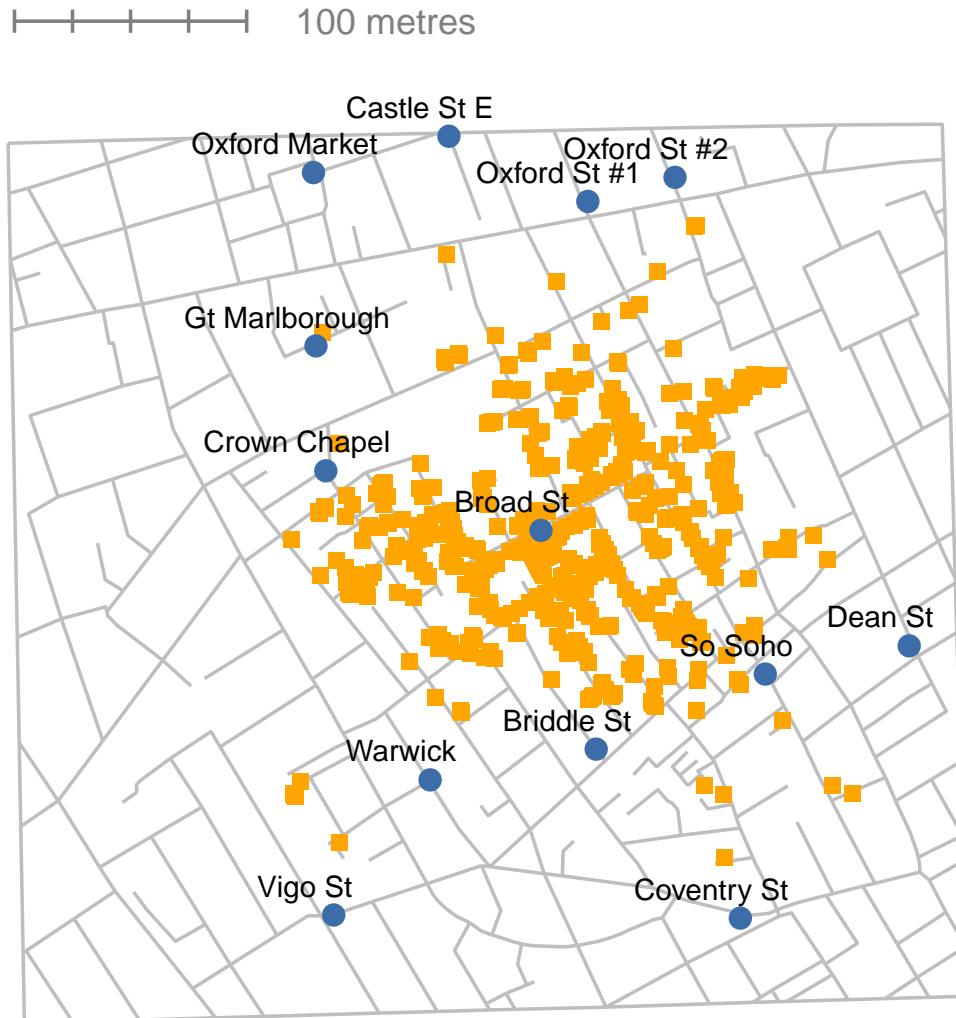 100 metres
Castle St E
Oxford Market
Oxford St #2
Oxford St #1
Gt Marlborough
Crown Chapel
Broad St
Dean St
So Soho
Briddle St
Warwick
Vigo St
Coventry St